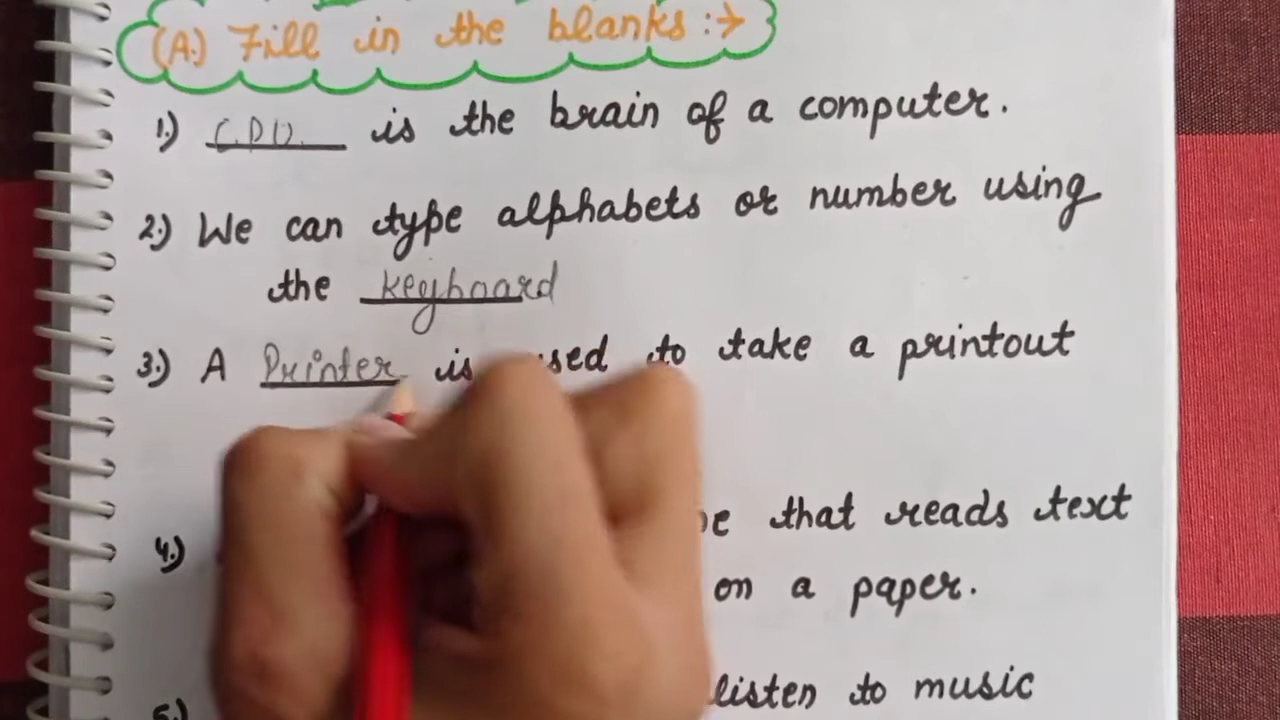 (A.) Fill in the blanks :→
1.) C.P.U. is the brain of a computer.
2.) We can type alphabets or number using
the keyboard
3.) A Printer is used to take a printout
4.) that reads text
on a paper.
5.) listen to music